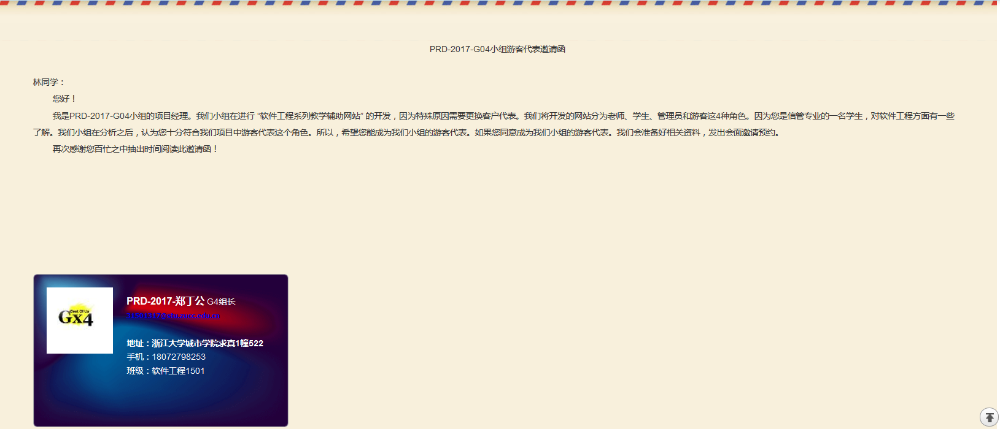 PRD-2017-G04小组游客代表邀请函
林同学：
您好！
我是PRD-2017-G04小组的项目经理。我们小组在进行 “软件工程系列教学辅助网站” 的开发，因为特殊原因需要更换客户代表。我们将开发的网站分为老师、学生、管理员和游客这4种角色。因为您是信管专业的一名学生，对软件工程方面有一些
了解。我们小组在分析之后，认为您十分符合我们项目中游客代表这个角色。所以，希望您能成为我们小组的游客代表。如果您同意成为我们小组的游客代表。我们会准备好相关资料，发出会面邀请预约。
再次感谢您百忙之中抽出时间阅读此邀请函！
Best Of Us
Gx4
PRD-2017-郑丁公 G4组长
地址：浙江大学城市学院求真1幢522
手机：18072798253
班级：软件工程1501